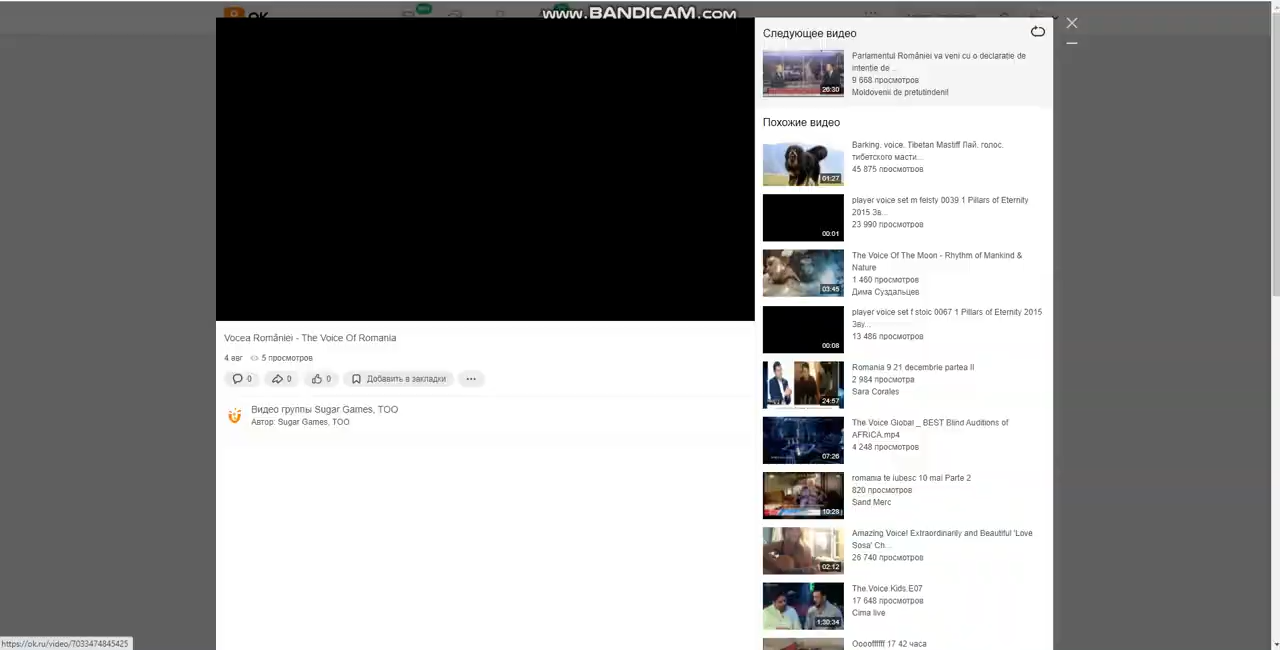 OK
WWW.BANDICAM.COM
Следующее видео
26:30
Parlamentul României va veni cu o declarație de
intenție de ...
9 668 просмотров
Moldovenii de pretutindeni!
Похожие видео
01:27
Barking. voice. Tibetan Mastiff Лай. голос.
тибетского масти...
45 875 просмотров
00:01
player voice set m feisty 0039 1 Pillars of Eternity
2015 Зв...
23 990 просмотров
03:45
The Voice Of The Moon - Rhythm of Mankind &
Nature
1 460 просмотров
Дима Суздальцев
00:08
player voice set f stoic 0067 1 Pillars of Eternity 2015
Зву...
13 486 просмотров
Vocea României - The Voice Of Romania
4 авг 5 просмотров
0 0 0 Добавить в закладки
Видео группы Sugar Games, ТОО
Автор: Sugar Games, ТОО
24:57
Romania 9 21 decembrie partea II
2 984 просмотра
Sara Corales
07:26
The Voice Global _ BEST Blind Auditions of
AFRICA.mp4
4 248 просмотров
10:28
romania te iubesc 10 mai Parte 2
820 просмотров
Sand Merc
02:12
Amazing Voice! Extraordinarily and Beautiful 'Love
Sosa' Ch...
26 740 просмотров
1:30:34
The.Voice.Kids.E07
17 648 просмотров
Cima live
Ooooffffff 17 42 часа
https://ok.ru/video/7033474845425